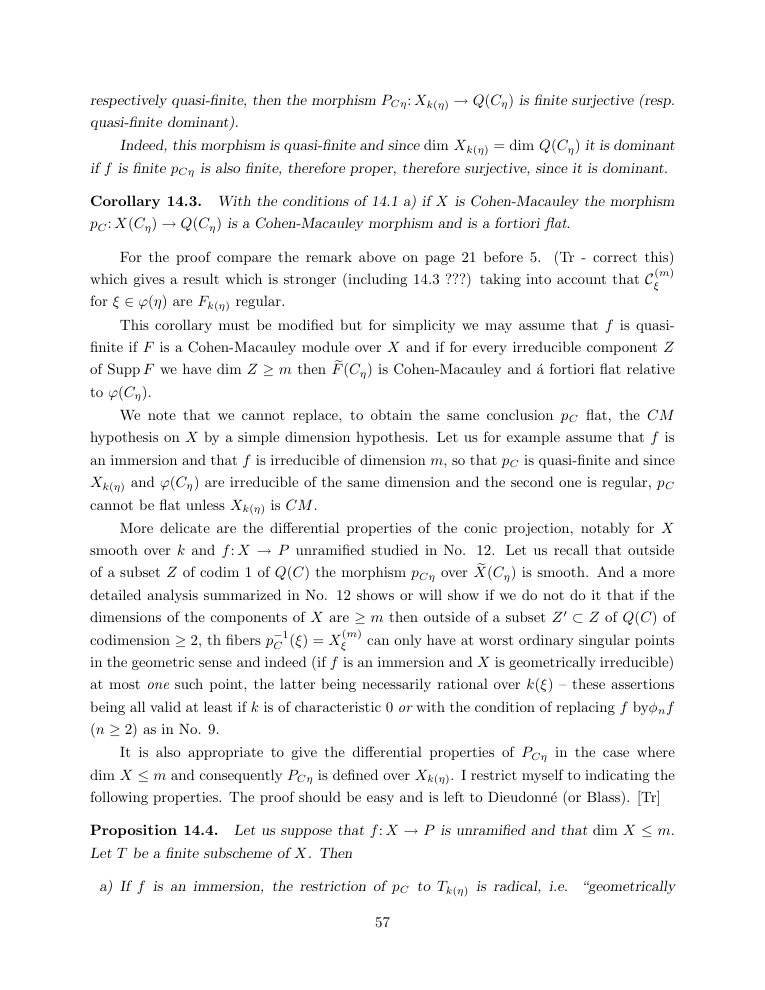 respectively quasi-finite, then the morphism P_{Cη}: X_{k(η)} → Q(C_η) is finite surjective (resp.
quasi-finite dominant).
Indeed, this morphism is quasi-finite and since dim X_{k(η)} = dim Q(C_η) it is dominant
if f is finite p_{Cη} is also finite, therefore proper, therefore surjective, since it is dominant.
Corollary 14.3. With the conditions of 14.1 a) if X is Cohen-Macauley the morphism
p_C: X(C_η) → Q(C_η) is a Cohen-Macauley morphism and is a fortiori flat.
For the proof compare the remark above on page 21 before 5. (Tr - correct this)
which gives a result which is stronger (including 14.3 ???) taking into account that 𝒞_ξ^{(m)}
for ξ ∈ φ(η) are F_{k(η)} regular.
This corollary must be modified but for simplicity we may assume that f is quasi-
finite if F is a Cohen-Macauley module over X and if for every irreducible component Z
of Supp F we have dim Z ≥ m then F̃(C_η) is Cohen-Macauley and á fortiori flat relative
to φ(C_η).
We note that we cannot replace, to obtain the same conclusion p_C flat, the CM
hypothesis on X by a simple dimension hypothesis. Let us for example assume that f is
an immersion and that f is irreducible of dimension m, so that p_C is quasi-finite and since
X_{k(η)} and φ(C_η) are irreducible of the same dimension and the second one is regular, p_C
cannot be flat unless X_{k(η)} is CM.
More delicate are the differential properties of the conic projection, notably for X
smooth over k and f: X → P unramified studied in No. 12. Let us recall that outside
of a subset Z of codim 1 of Q(C) the morphism p_{Cη} over X̃(C_η) is smooth. And a more
detailed analysis summarized in No. 12 shows or will show if we do not do it that if the
dimensions of the components of X are ≥ m then outside of a subset Z′ ⊂ Z of Q(C) of
codimension ≥ 2, th fibers p_C^{-1}(ξ) = X_ξ^{(m)} can only have at worst ordinary singular points
in the geometric sense and indeed (if f is an immersion and X is geometrically irreducible)
at most one such point, the latter being necessarily rational over k(ξ) – these assertions
being all valid at least if k is of characteristic 0 or with the condition of replacing f byϕ_n f
(n ≥ 2) as in No. 9.
It is also appropriate to give the differential properties of P_{Cη} in the case where
dim X ≤ m and consequently P_{Cη} is defined over X_{k(η)}. I restrict myself to indicating the
following properties. The proof should be easy and is left to Dieudonné (or Blass). [Tr]
Proposition 14.4. Let us suppose that f: X → P is unramified and that dim X ≤ m.
Let T be a finite subscheme of X. Then
a) If f is an immersion, the restriction of p_C to T_{k(η)} is radical, i.e. “geometrically
57